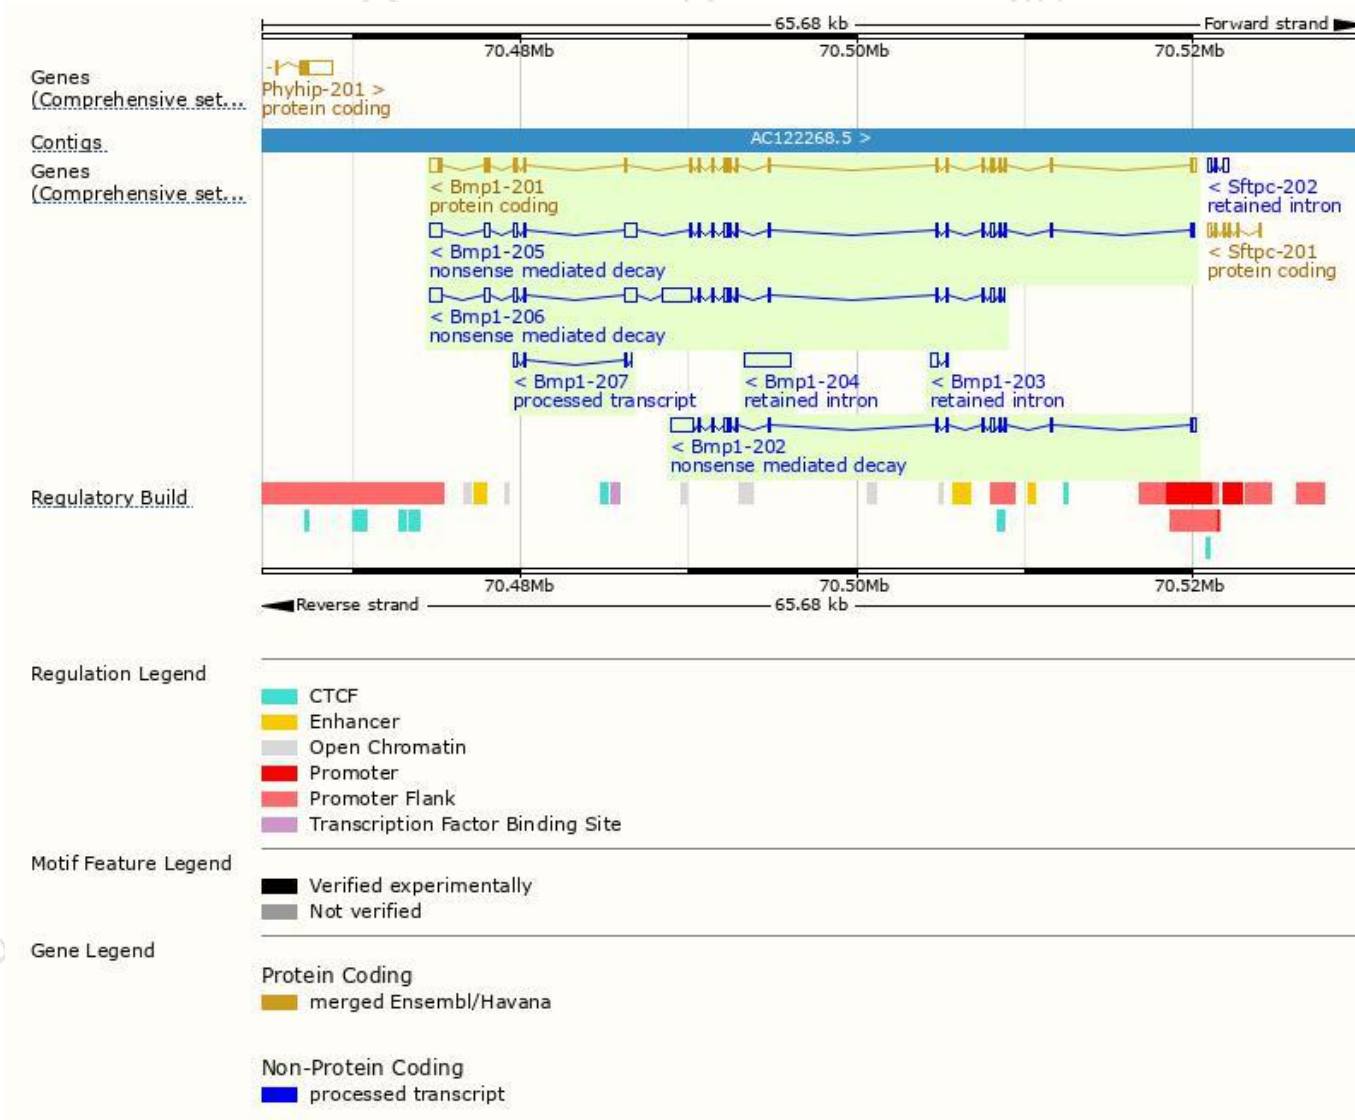 65.68 kb
Forward strand
70.48Mb 70.50Mb 70.52Mb
Genes
(Comprehensive set...
Phyhip-201 >
protein coding
Contigs
AC122268.5 >
Genes
(Comprehensive set...
< Bmp1-201
protein coding
< Sftpc-202
retained intron
< Bmp1-205
nonsense mediated decay
< Sftpc-201
protein coding
< Bmp1-206
nonsense mediated decay
< Bmp1-207
processed transcript
< Bmp1-204
retained intron
< Bmp1-203
retained intron
< Bmp1-202
nonsense mediated decay
Regulatory Build
70.48Mb 70.50Mb 70.52Mb
Reverse strand
65.68 kb
Regulation Legend
CTCF
Enhancer
Open Chromatin
Promoter
Promoter Flank
Transcription Factor Binding Site
Motif Feature Legend
Verified experimentally
Not verified
Gene Legend
Protein Coding
merged Ensembl/Havana
Non-Protein Coding
processed transcript